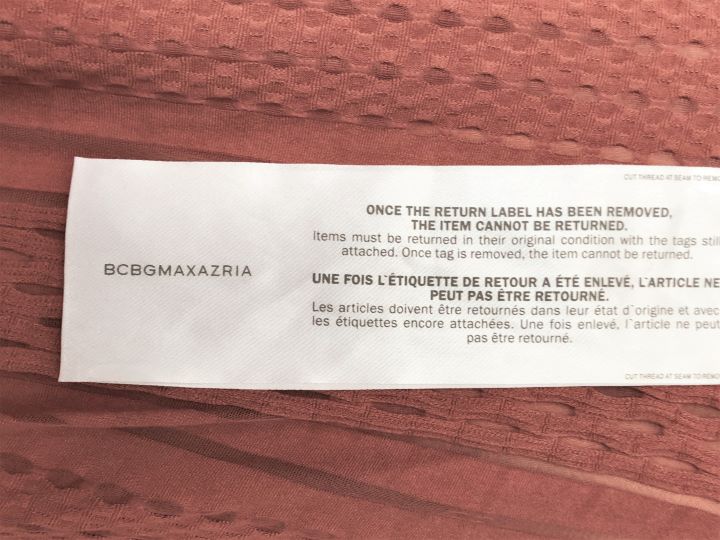 CUT THREAD AT SEAM TO REMO
BCBGMAXAZRIA
ONCE THE RETURN LABEL HAS BEEN REMOVED,
THE ITEM CANNOT BE RETURNED.
Items must be returned in their original condition with the tags still
attached. Once tag is removed, the item cannot be returned.
UNE FOIS L`ÉTIQUETTE DE RETOUR A ÉTÉ ENLEVÉ, L`ARTICLE NE
PEUT PAS ÊTRE RETOURNÉ.
Les articles doivent être retournés dans leur état d`origine et avec
les étiquettes encore attachées. Une fois enlevé, l`article ne peut
pas être retourné.
CUT THREAD AT SEAM TO REMO